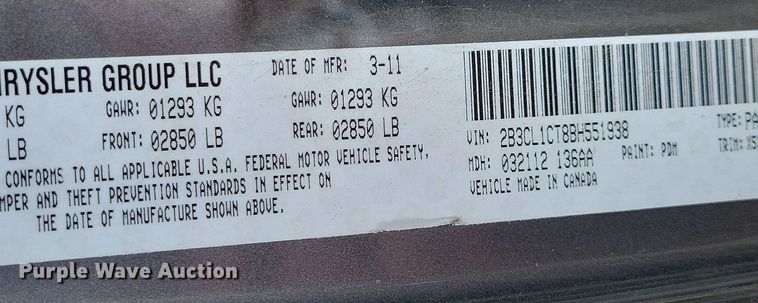 RYSLER GROUP LLC DATE OF MFR: 3-11
KG GAWR: 01293 KG GAWR: 01293 KG
LB FRONT: 02850 LB REAR: 02850 LB
CONFORMS TO ALL APPLICABLE U.S.A. FEDERAL MOTOR VEHICLE SAFETY,
MPER AND THEFT PREVENTION STANDARDS IN EFFECT ON
THE DATE OF MANUFACTURE SHOWN ABOVE.
VIN: 2B3CL1CT8BH551938 TYPE: PA
MDH: 032112 136AA PAINT: PDM TRIM:
VEHICLE MADE IN CANADA
Purple Wave Auction